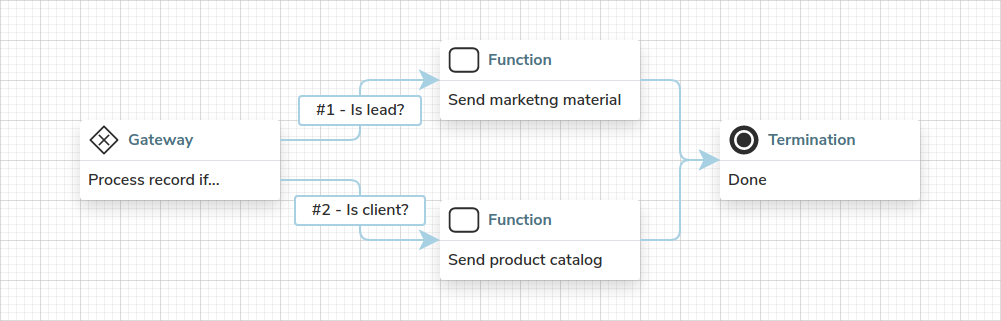 Function
Send marketng material
#1 - Is lead?
Gateway
Process record if...
Termination
Done
#2 - Is client?
Function
Send product catalog